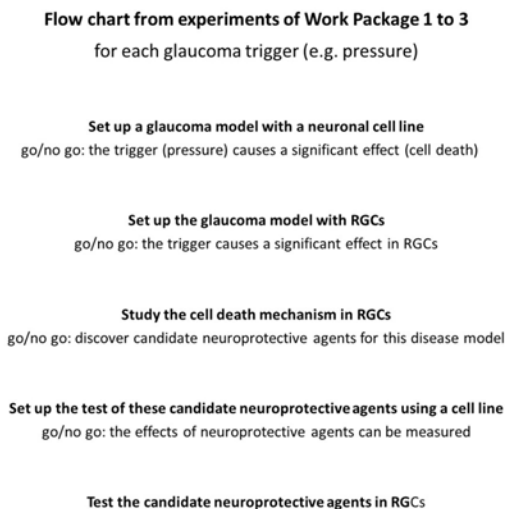 Flow chart from experiments of Work Package 1 to 3
for each glaucoma trigger (e.g. pressure)
Set up a glaucoma model with a neuronal cell line
go/no go: the trigger (pressure) causes a significant effect (cell death)
Set up the glaucoma model with RGCs
go/no go: the trigger causes a significant effect in RGCs
Study the cell death mechanism in RGCs
go/no go: discover candidate neuroprotective agents for this disease model
Set up the test of these candidate neuroprotective agents using a cell line
go/no go: the effects of neuroprotective agents can be measured
Test the candidate neuroprotective agents in RGCs